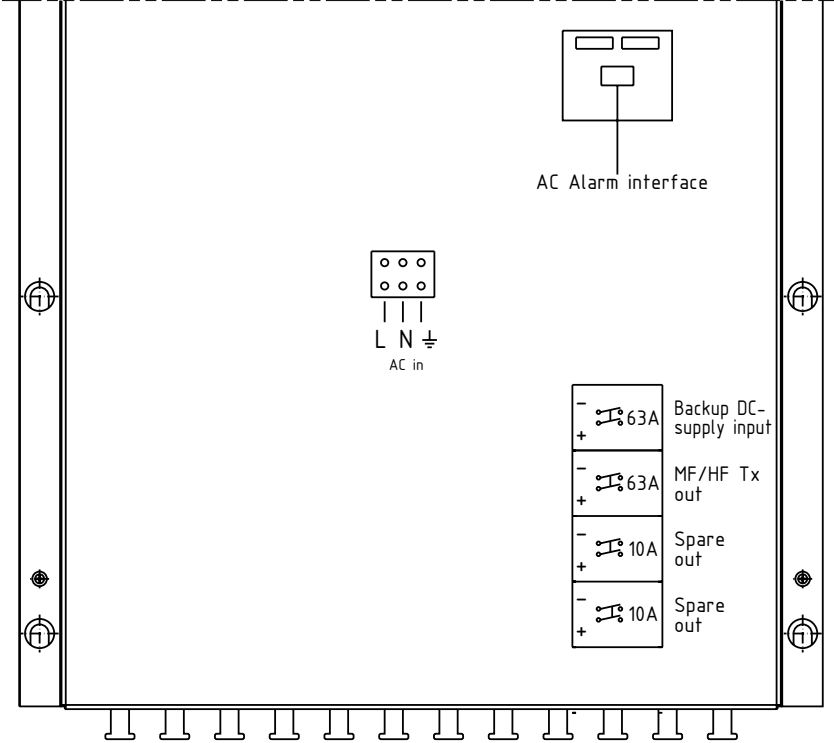 AC Alarm interface
L N
AC in
- 63A Backup DC-
+ supply input
- 63A MF/HF Tx
+ out
- 10A Spare
+ out
- 10A Spare
+ out